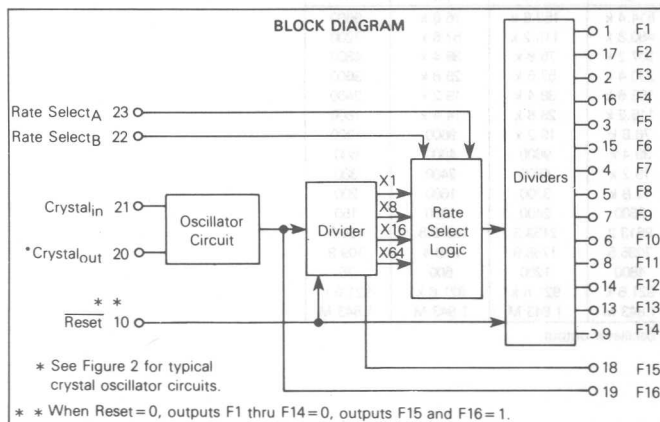 BLOCK DIAGRAM
Rate SelectA 23
Rate SelectB 22
Crystalin 21
*Crystalout 20
* *
Reset 10
Oscillator
Circuit
Divider
X1
X8
X16
X64
Rate
Select
Logic
Dividers
1 F1
17 F2
2 F3
16 F4
3 F5
15 F6
4 F7
5 F8
7 F9
6 F10
8 F11
14 F12
13 F13
9 F14
18 F15
19 F16
* See Figure 2 for typical
crystal oscillator circuits.
* * When Reset=0, outputs F1 thru F14=0, outputs F15 and F16=1.